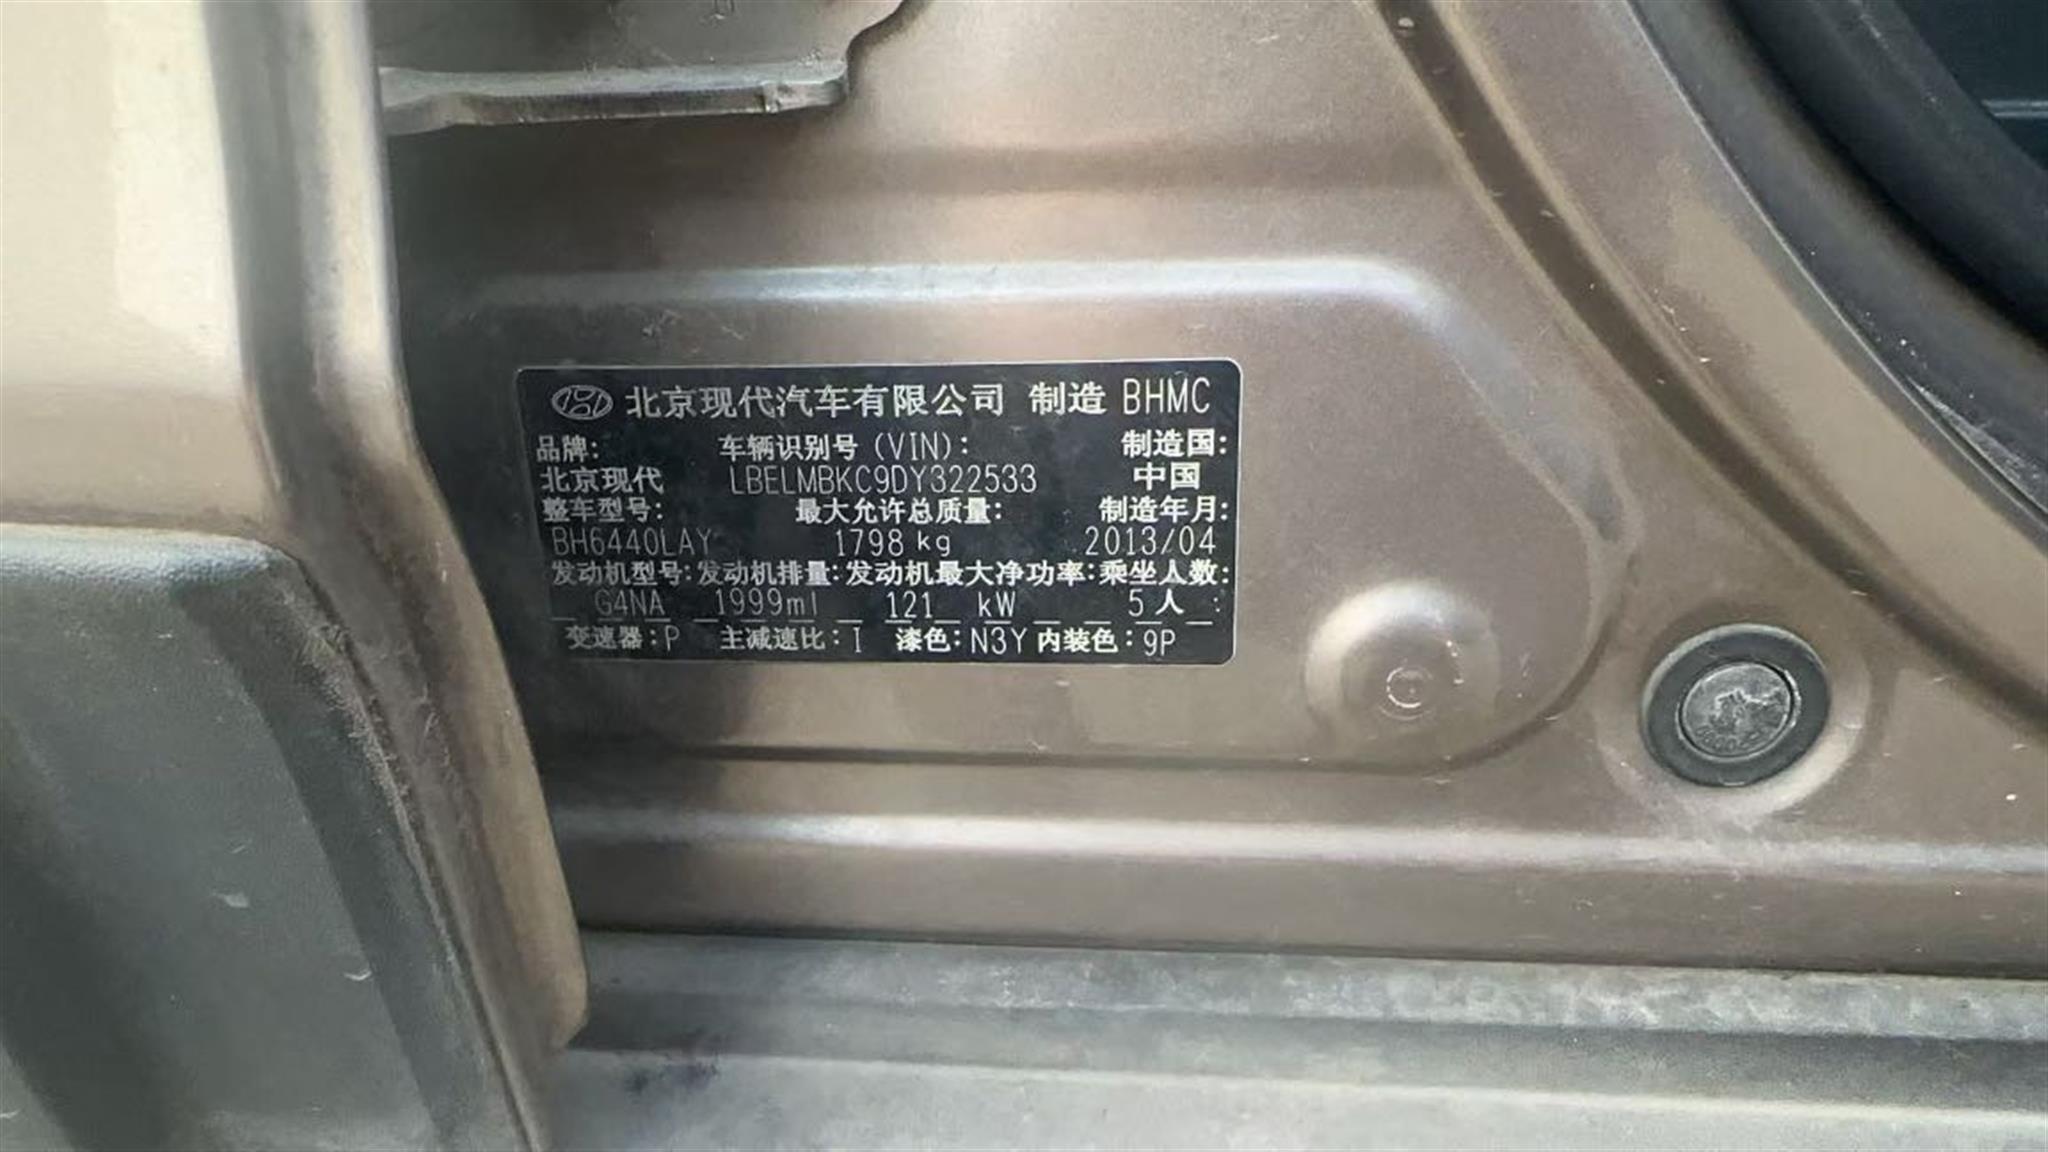 北京现代汽车有限公司 制造 BHMC
品牌: 车辆识别号 (VIN): 制造国:
北京现代 LBELMBKC9DY322533 中国
整车型号: 最大允许总质量: 制造年月:
BH6440LAY 1798 kg 2013/04
发动机型号: 发动机排量: 发动机最大净功率: 乘坐人数:
G4NA 1999ml 121 kW 5 人 :
变速器: P 主减速比: I 漆色: N3Y 内装色: 9P